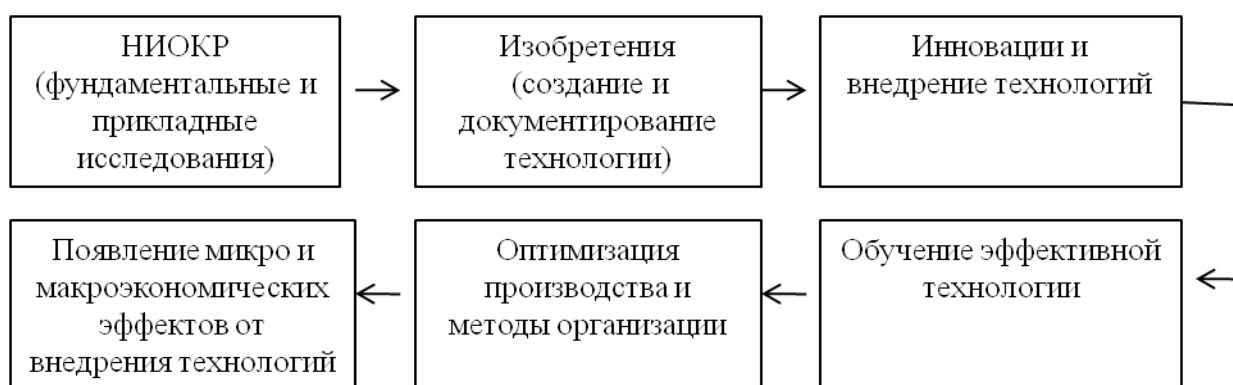 НИОКР
(фундаментальные и
прикладные
исследования)
Изобретения
(создание и
документирование
технологии)
Инновации и
внедрение технологий
Обучение эффективной
технологии
Оптимизация
производства и
методы организации
Появление микро и
макроэкономических
эффектов от
внедрения технологий